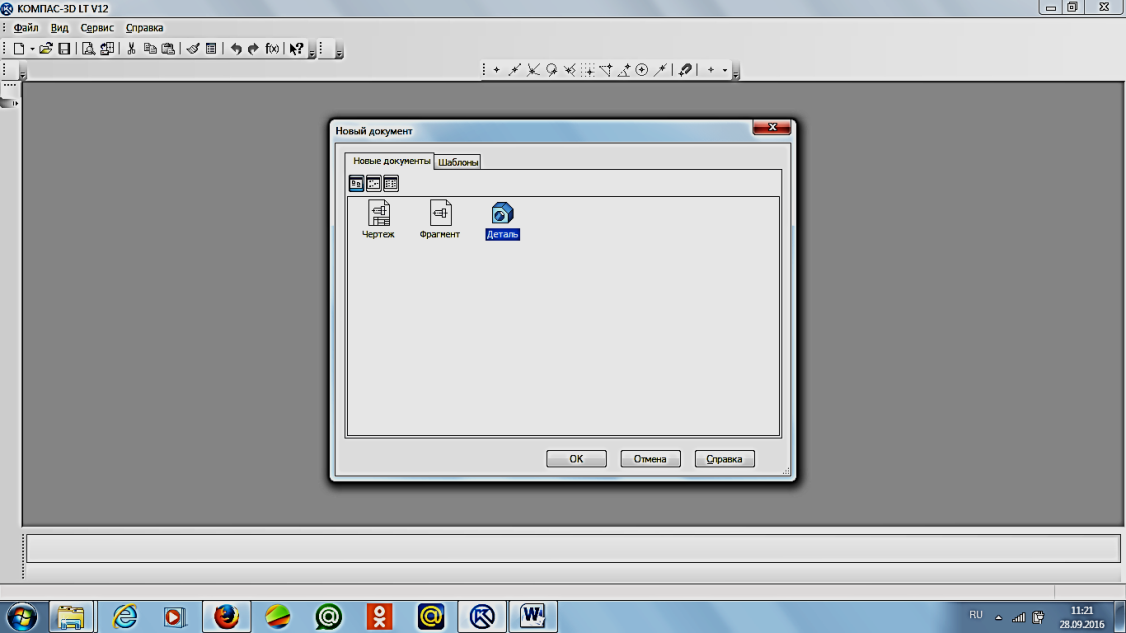 КОМПАС-3D LT V12
Файл Вид Сервис Справка
f(x)
Новый документ
Новые документы Шаблоны
Чертеж Фрагмент Деталь
OK Отмена Справка
RU 11:21
28.09.2016